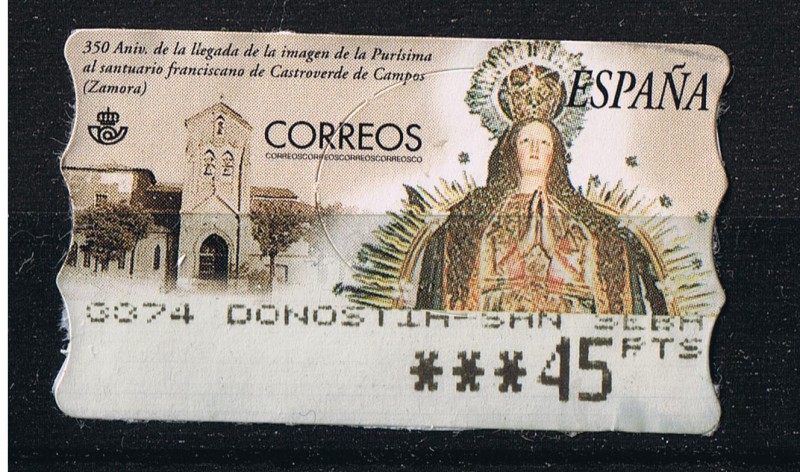 350 Aniv. de la llegada de la imagen de la Purísima
al santuario franciscano de Castroverde de Campos
(Zamora)
ESPAÑA
CORREOS
CORREOSCORREOSCORREOSCORREOSCO
0074 DONOSTIA-SAN SEBA
PTS
***45